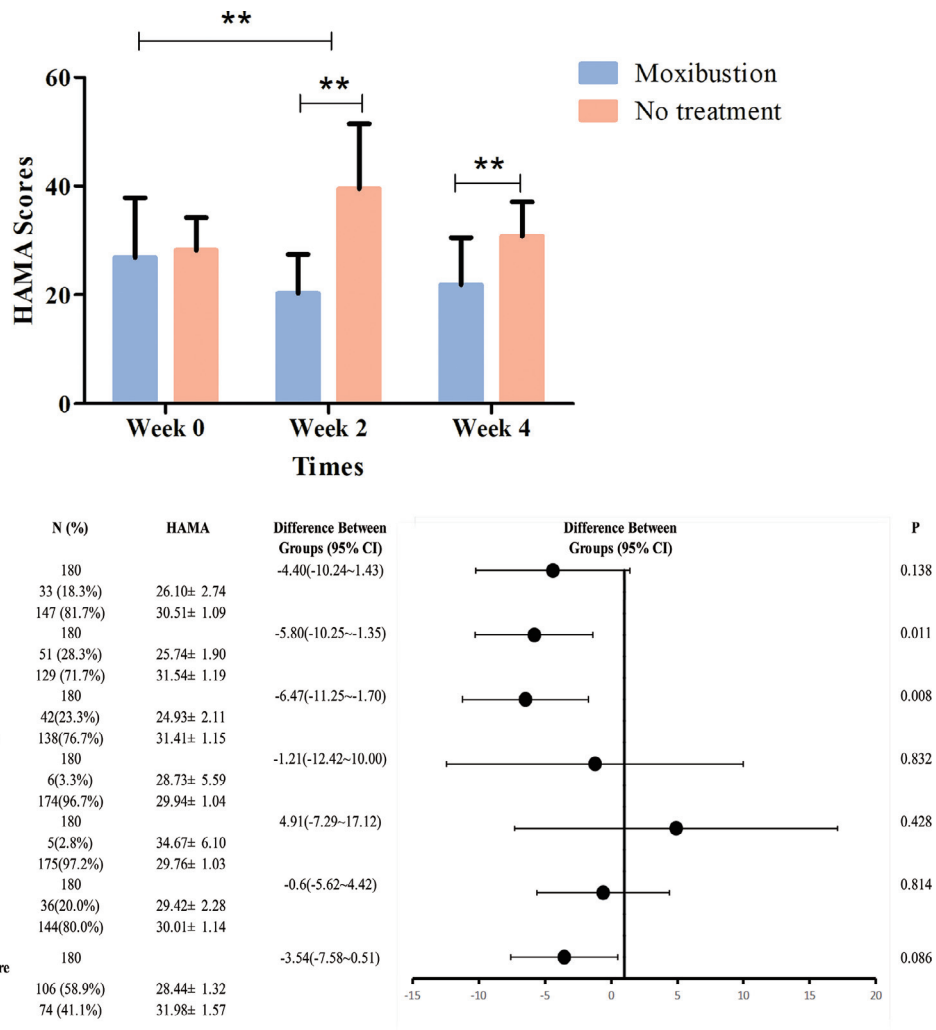 **
**
**
60
40
20
0
HAMA Scores
Moxibustion
No treatment
Week 0 Week 2 Week 4
Times
N (%) HAMA Difference Between Groups (95% CI) Difference Between Groups (95% CI) P
180 -4.40(-10.24~1.43) 0.138
33 (18.3%) 26.10± 2.74
147 (81.7%) 30.51± 1.09
180 -5.80(-10.25~-1.35) 0.011
51 (28.3%) 25.74± 1.90
129 (71.7%) 31.54± 1.19
180 -6.47(-11.25~-1.70) 0.008
42(23.3%) 24.93± 2.11
138(76.7%) 31.41± 1.15
180 -1.21(-12.42~10.00) 0.832
6(3.3%) 28.73± 5.59
174(96.7%) 29.94± 1.04
180 4.91(-7.29~17.12) 0.428
5(2.8%) 34.67± 6.10
175(97.2%) 29.76± 1.03
180 -0.6(-5.62~4.42) 0.814
36(20.0%) 29.42± 2.28
144(80.0%) 30.01± 1.14
re 180 -3.54(-7.58~0.51) 0.086
106 (58.9%) 28.44± 1.32
74 (41.1%) 31.98± 1.57
-15 -10 -5 0 5 10 15 20